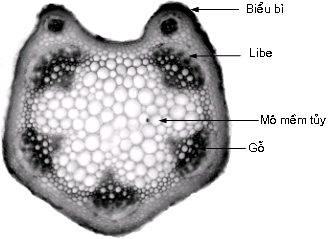 Biểu bì
Libe
Mô mềm tủy
Gỗ